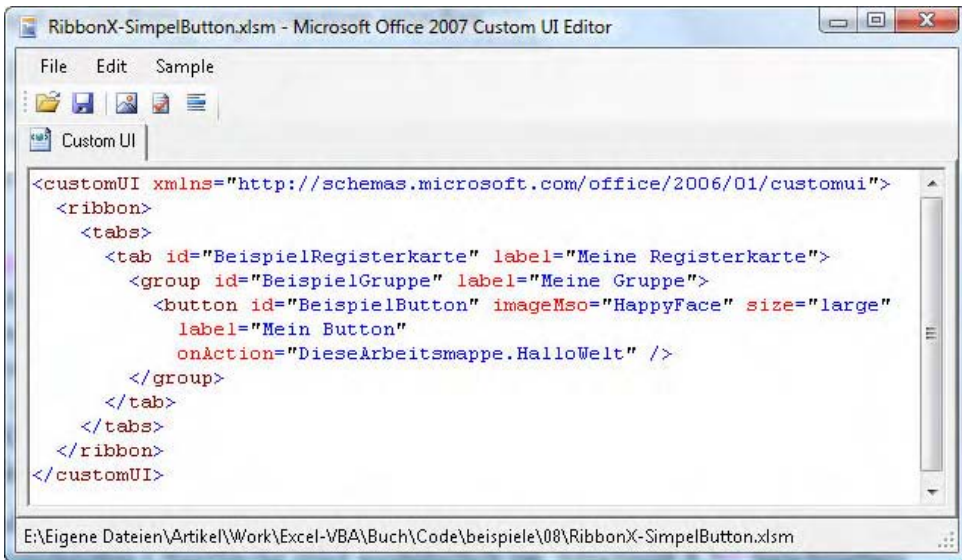 RibbonX-SimpelButton.xlsm - Microsoft Office 2007 Custom UI Editor
File Edit Sample
Custom UI
<customUI xmlns="http://schemas.microsoft.com/office/2006/01/customui">
  <ribbon>
    <tabs>
      <tab id="BeispielRegisterkarte" label="Meine Registerkarte">
        <group id="BeispielGruppe" label="Meine Gruppe">
          <button id="BeispielButton" imageMso="HappyFace" size="large"
            label="Mein Button"
            onAction="DieseArbeitsmappe.HalloWelt" />
        </group>
      </tab>
    </tabs>
  </ribbon>
</customUI>
E:\Eigene Dateien\Artikel\Work\Excel-VBA\Buch\Code\beispiele\08\RibbonX-SimpelButton.xlsm